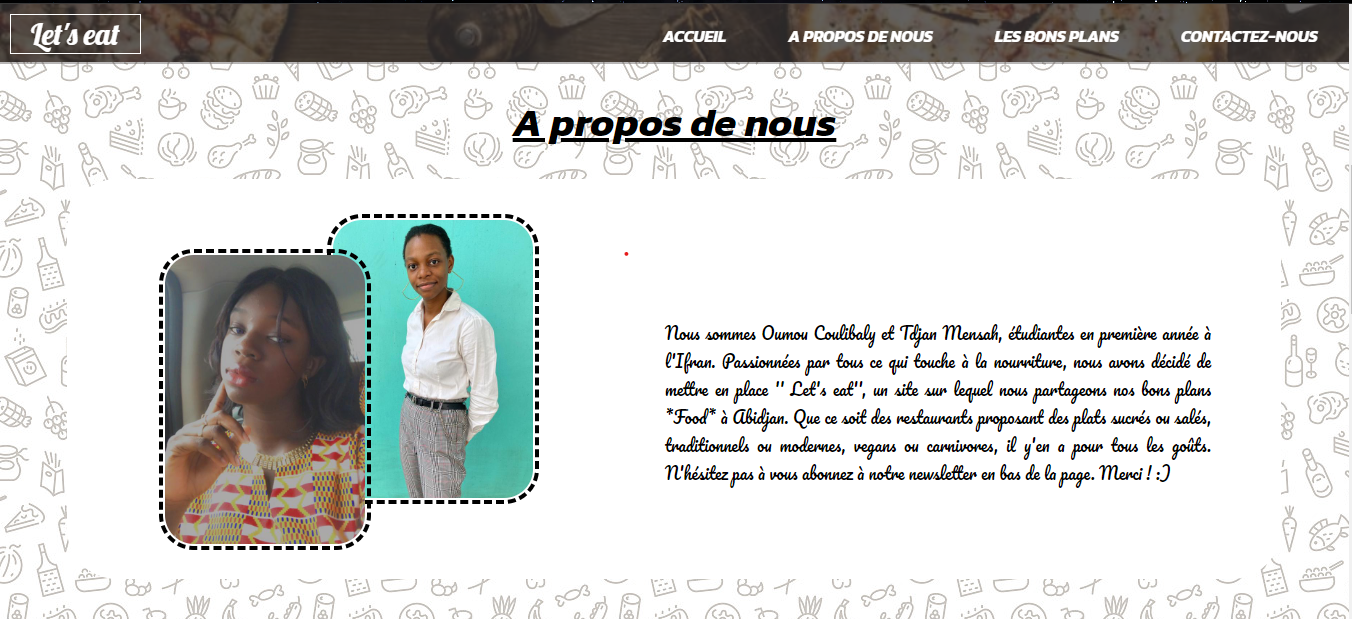 Let's eat
ACCUEIL
A PROPOS DE NOUS
LES BONS PLANS
CONTACTEZ-NOUS
A propos de nous
Nous sommes Oumou Coulibaly et Tdjan Mensah, étudiantes en première année à
l'Ifran. Passionnées par tous ce qui touche à la nourriture, nous avons décidé de
mettre en place '' Let's eat'', un site sur lequel nous partageons nos bons plans
*Food* à Abidjan. Que ce soit des restaurants proposant des plats sucrés ou salés,
traditionnels ou modernes, vegans ou carnivores, il y'en a pour tous les goûts.
N'hésitez pas à vous abonnez à notre newsletter en bas de la page. Merci ! :)